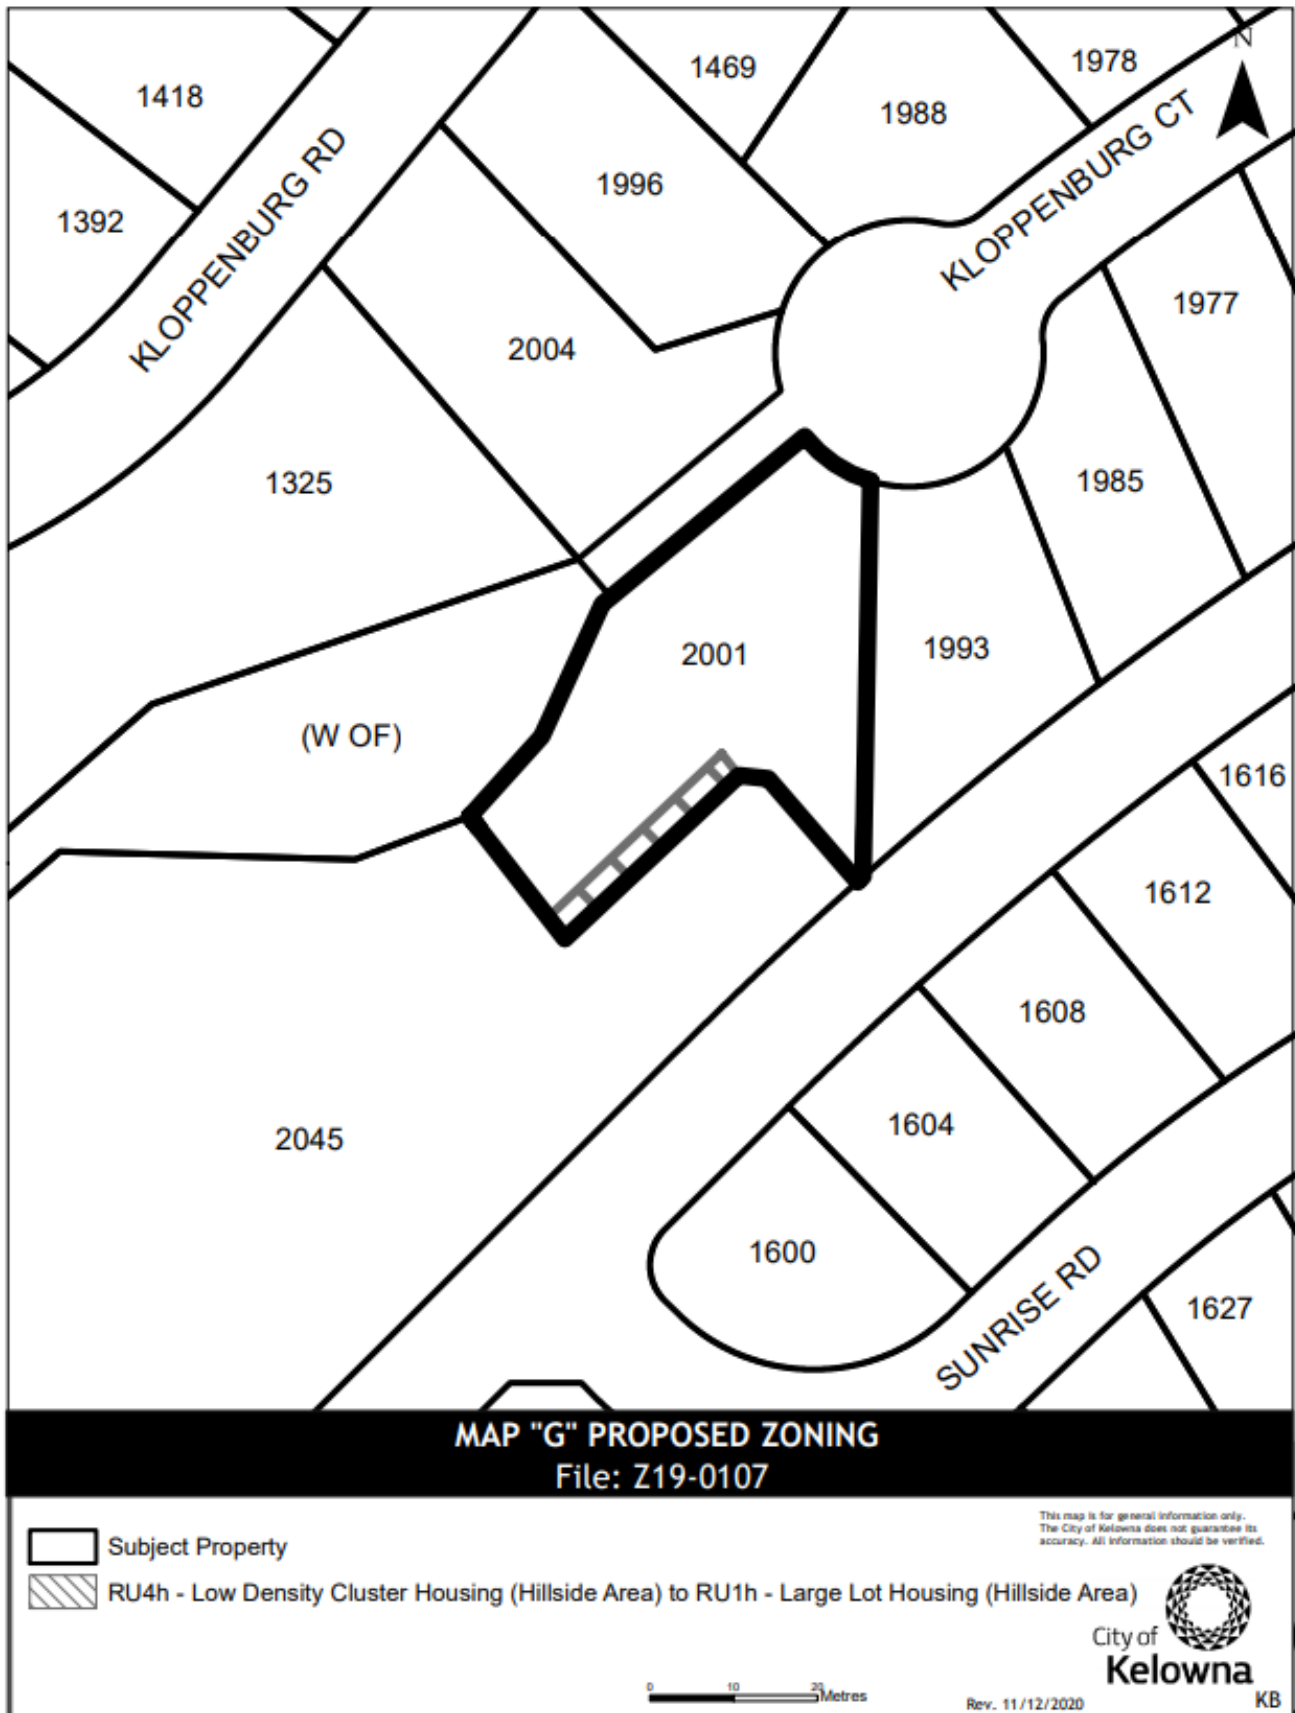 N
1469
1978
1418
1988
KLOPPENBURG CT
KLOPPENBURG RD
1996
1392
1977
2004
1325
1985
2001
1993
(W OF)
1616
1612
1608
1604
2045
1600
SUNRISE RD
1627
MAP "G" PROPOSED ZONING
File: Z19-0107
This map is for general information only.
The City of Kelowna does not guarantee its
accuracy. All information should be verified.
Subject Property
RU4h - Low Density Cluster Housing (Hillside Area) to RU1h - Large Lot Housing (Hillside Area)
City of
Kelowna
0 10 20 Metres
Rev. 11/12/2020
KB